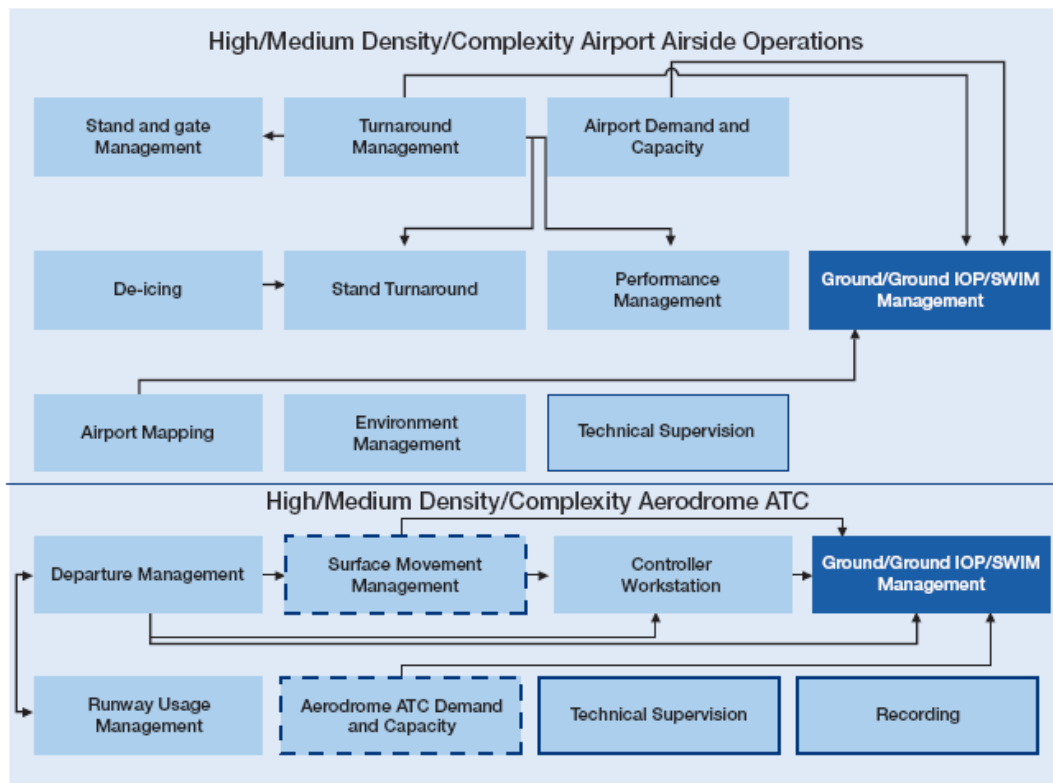 High/Medium Density/Complexity Airport Airside Operations
Stand and gate
Management
Turnaround
Management
Airport Demand and
Capacity
De-icing
Stand Turnaround
Performance
Management
Ground/Ground IOP/SWIM
Management
Airport Mapping
Environment
Management
Technical Supervision
High/Medium Density/Complexity Aerodrome ATC
Departure Management
Surface Movement
Management
Controller
Workstation
Ground/Ground IOP/SWIM
Management
Runway Usage
Management
Aerodrome ATC Demand
and Capacity
Technical Supervision
Recording